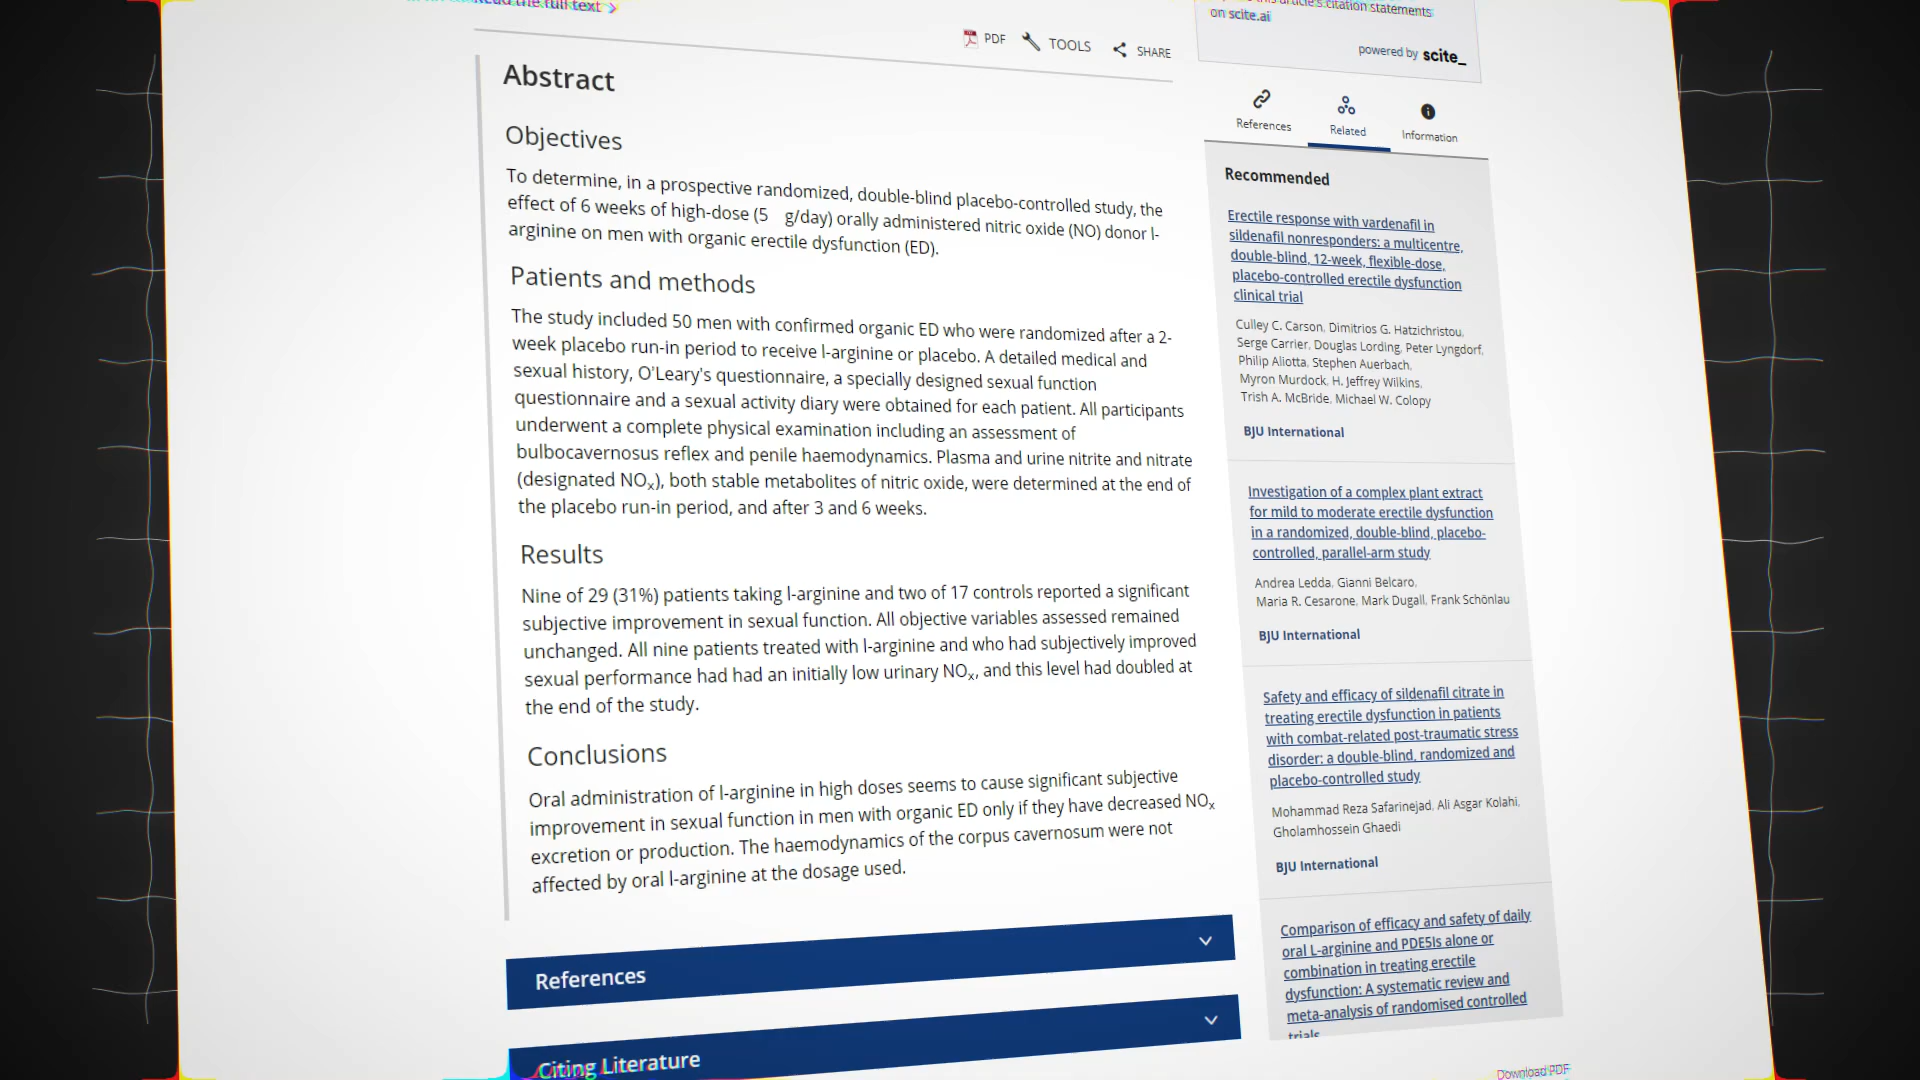 Read the full text
PDF TOOLS SHARE
Abstract
Objectives
To determine, in a prospective randomized, double-blind placebo-controlled study, the
effect of 6 weeks of high-dose (5 g/day) orally administered nitric oxide (NO) donor l-
arginine on men with organic erectile dysfunction (ED).
Patients and methods
The study included 50 men with confirmed organic ED who were randomized after a 2-
week placebo run-in period to receive l-arginine or placebo. A detailed medical and
sexual history, O'Leary's questionnaire, a specially designed sexual function
questionnaire and a sexual activity diary were obtained for each patient. All participants
underwent a complete physical examination including an assessment of
bulbocavernosus reflex and penile haemodynamics. Plasma and urine nitrite and nitrate
(designated NOx), both stable metabolites of nitric oxide, were determined at the end of
the placebo run-in period, and after 3 and 6 weeks.
Results
Nine of 29 (31%) patients taking l-arginine and two of 17 controls reported a significant
subjective improvement in sexual function. All objective variables assessed remained
unchanged. All nine patients treated with l-arginine and who had subjectively improved
sexual performance had had an initially low urinary NOx, and this level had doubled at
the end of the study.
Conclusions
Oral administration of l-arginine in high doses seems to cause significant subjective
improvement in sexual function in men with organic ED only if they have decreased NOx
excretion or production. The haemodynamics of the corpus cavernosum were not
affected by oral l-arginine at the dosage used.
References
Citing Literature
this article's citation statements
on scite.ai
powered by scite_
References Related Information
Recommended
Erectile response with vardenafil in
sildenafil nonresponders: a multicentre,
double-blind, 12-week, flexible-dose,
placebo-controlled erectile dysfunction
clinical trial
Culley C. Carson, Dimitrios G. Hatzichristou,
Serge Carrier, Douglas Lording, Peter Lyngdorf,
Philip Aliotta, Stephen Auerbach,
Myron Murdock, H. Jeffrey Wilkins,
Trish A. McBride, Michael W. Colopy
BJU International
Investigation of a complex plant extract
for mild to moderate erectile dysfunction
in a randomized, double-blind, placebo-
controlled, parallel-arm study
Andrea Ledda, Gianni Belcaro,
Maria R. Cesarone, Mark Dugall, Frank Schönlau
BJU International
Safety and efficacy of sildenafil citrate in
treating erectile dysfunction in patients
with combat-related post-traumatic stress
disorder: a double-blind, randomized and
placebo-controlled study
Mohammad Reza Safarinejad, Ali Asgar Kolahi,
Gholamhossein Ghaedi
BJU International
Comparison of efficacy and safety of daily
oral L-arginine and PDE5Is alone or
combination in treating erectile
dysfunction: A systematic review and
meta-analysis of randomised controlled
trials
Download PDF